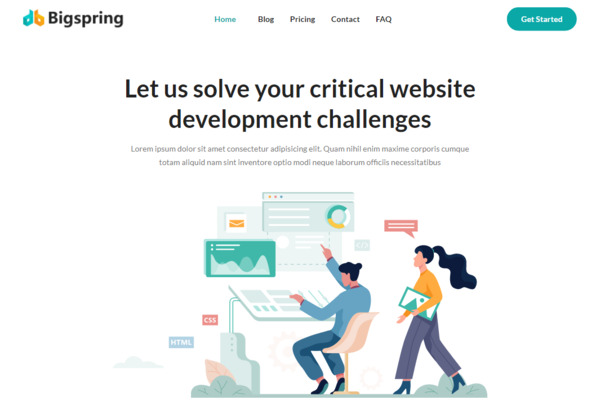 Bigspring
Home Blog Pricing Contact FAQ
Get Started
Let us solve your critical website
development challenges
Lorem ipsum dolor sit amet consectetur adipisicing elit. Quam nihil enim maxime corporis cumque
totam aliquid nam sint inventore optio modi neque laborum officiis necessitatibus
</>
CSS
HTML